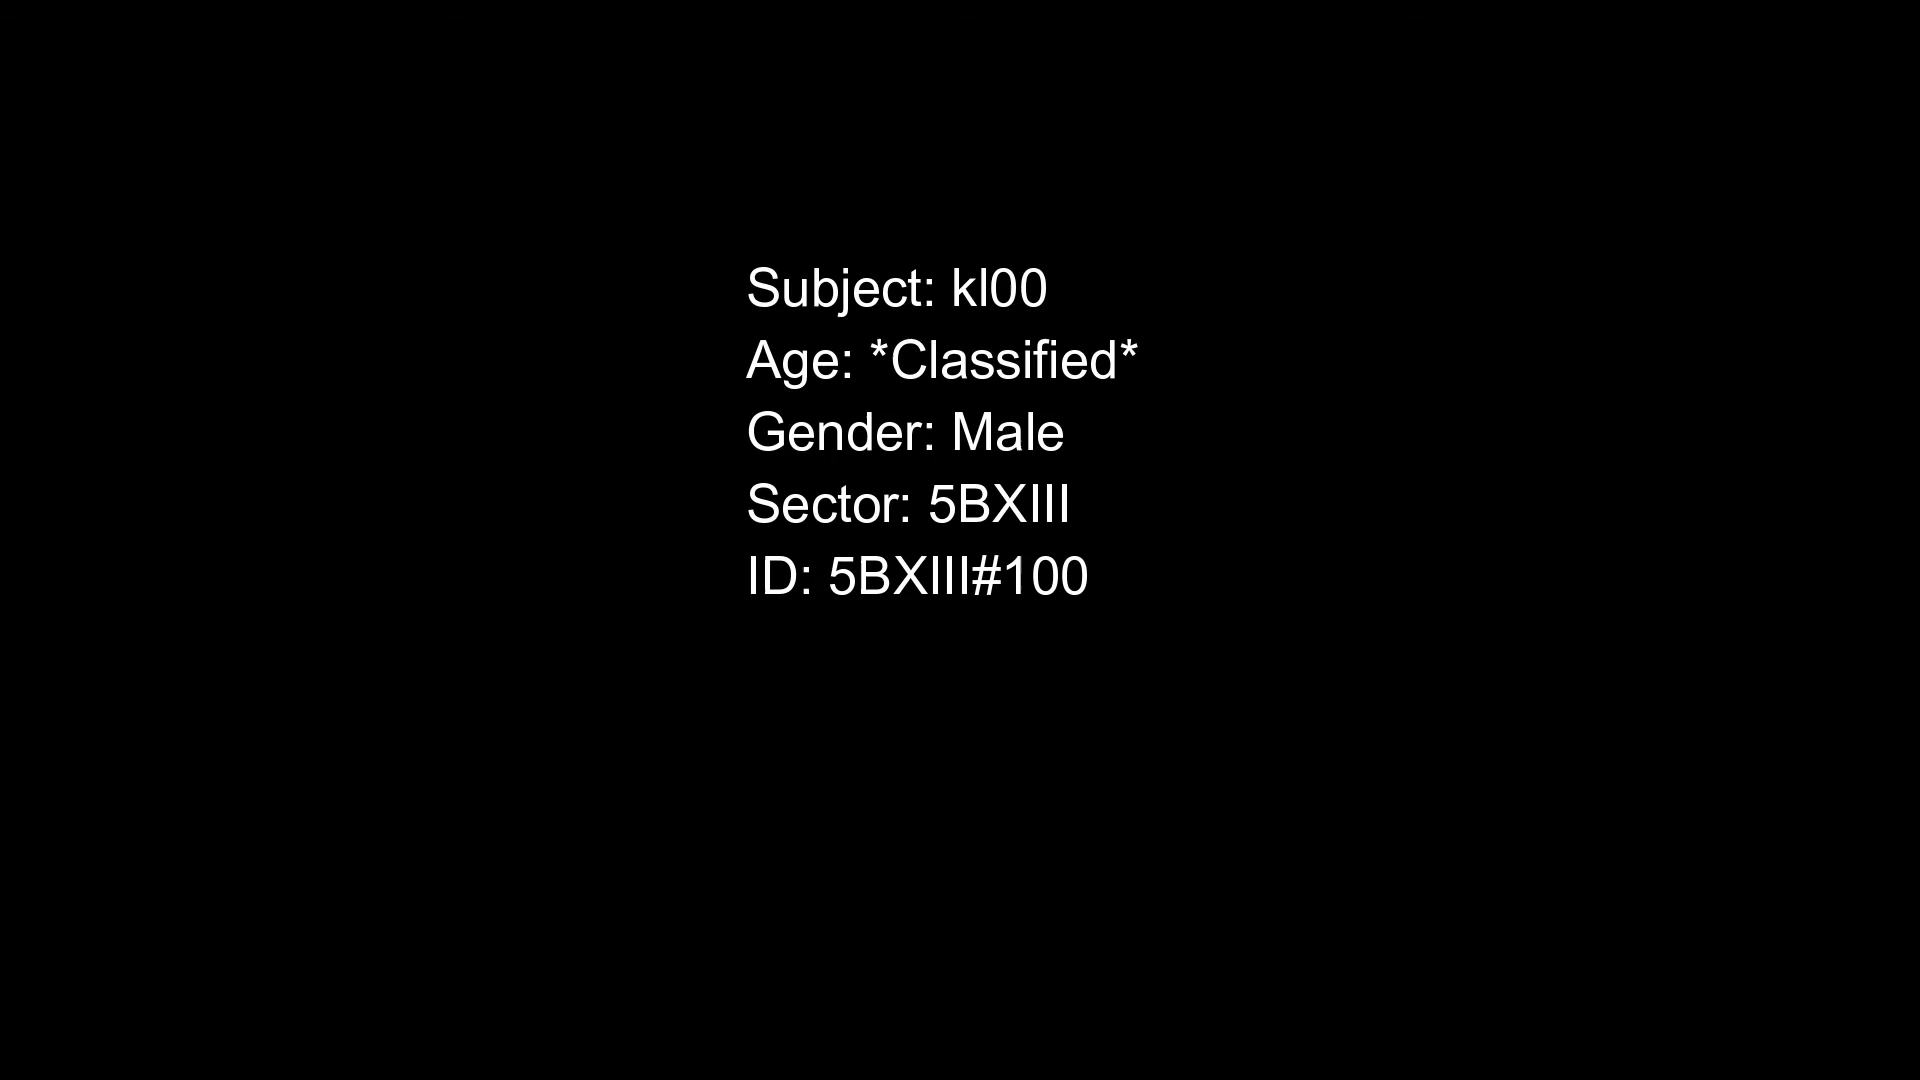 Subject: kl00
Age: *Classified*
Gender: Male
Sector: 5BXIII
ID: 5BXIII#100